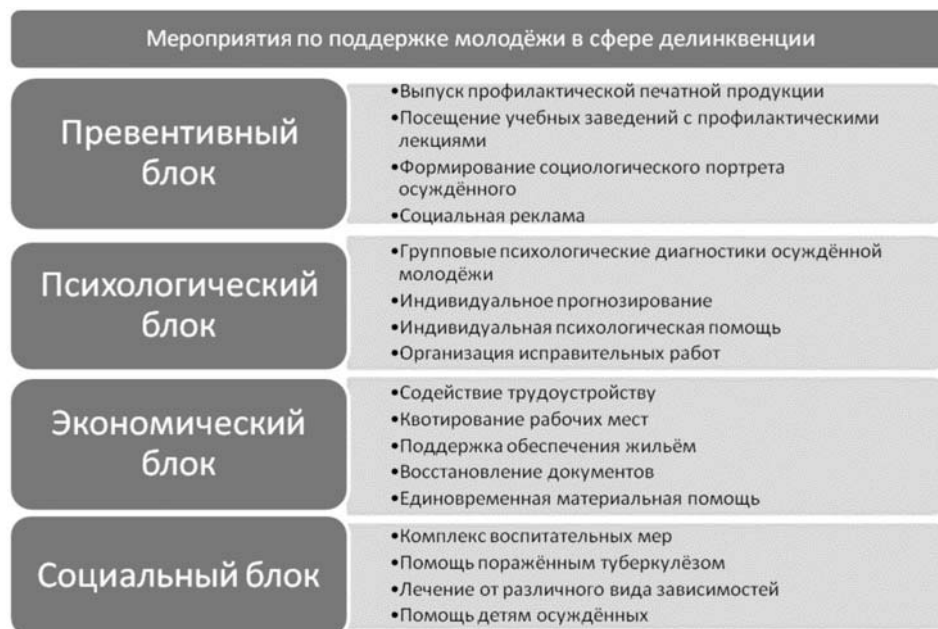 Мероприятия по поддержке молодёжи в сфере делинквенции
Превентивный
блок
•Выпуск профилактической печатной продукции
•Посещение учебных заведений с профилактическими
лекциями
•Формирование социологического портрета
осуждённого
•Социальная реклама
Психологический
блок
•Групповые психологические диагностики осуждённой
молодёжи
•Индивидуальное прогнозирование
•Индивидуальная психологическая помощь
•Организация исправительных работ
Экономический
блок
•Содействие трудоустройству
•Квотирование рабочих мест
•Поддержка обеспечения жильём
•Восстановление документов
•Единовременная материальная помощь
Социальный блок
•Комплекс воспитательных мер
•Помощь поражённым туберкулёзом
•Лечение от различного вида зависимостей
•Помощь детям осуждённых